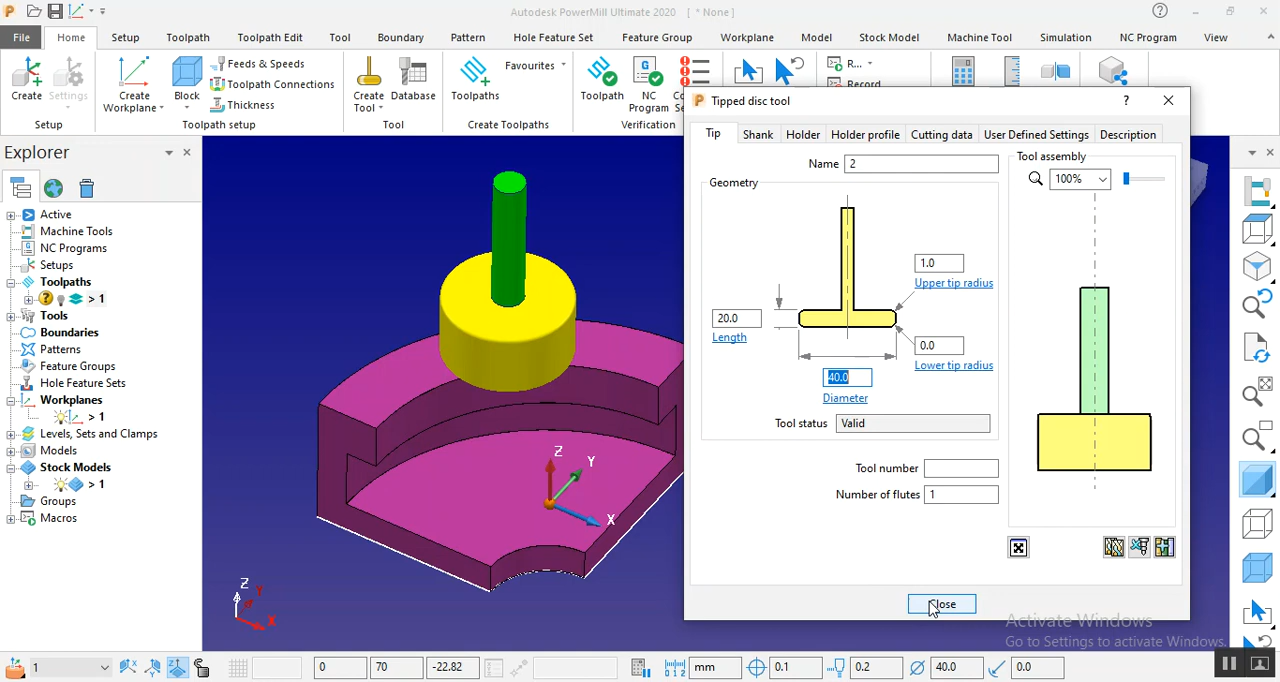 Autodesk PowerMill Ultimate 2020 [ * None ]
File Home Setup Toolpath Toolpath Edit Tool Boundary Pattern Hole Feature Set Feature Group Workplane Model Stock Model Machine Tool Simulation NC Program View
Create Settings
Setup
Create Workplane
Block
Feeds & Speeds
Toolpath Connections
Thickness
Toolpath setup
Create Tool
Database
Tool
Toolpaths
Favourites
Create Toolpaths
Toolpath
NC Program
Verification
R...
Record
Explorer
Active
Machine Tools
NC Programs
Setups
Toolpaths
> 1
Tools
Boundaries
Patterns
Feature Groups
Hole Feature Sets
Workplanes
> 1
Levels, Sets and Clamps
Models
Stock Models
> 1
Groups
Macros
Z
Y
X
Z
Y
X
Tipped disc tool
?
Tip Shank Holder Holder profile Cutting data User Defined Settings Description
Name 2
Geometry
1.0
Upper tip radius
20.0
Length
0.0
Lower tip radius
40.0
Diameter
Tool status Valid
Tool number
Number of flutes 1
Tool assembly
100%
Close
Activate Windows
Go to Settings to activate Windows.
1 0 70 -22.82 mm 0.1 0.2 40.0 0.0